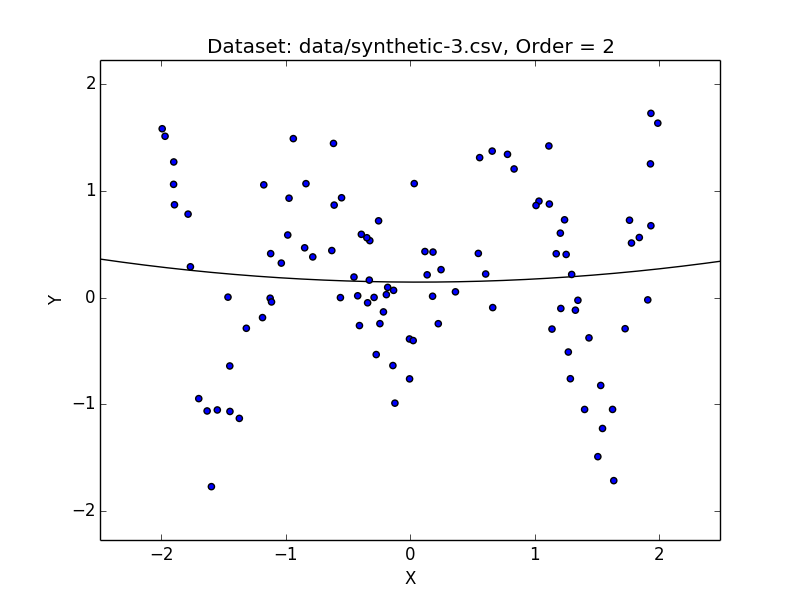 Dataset: data/synthetic-3.csv, Order = 2
2
1
0
−1
−2
Y
−2 −1 0 1 2
X